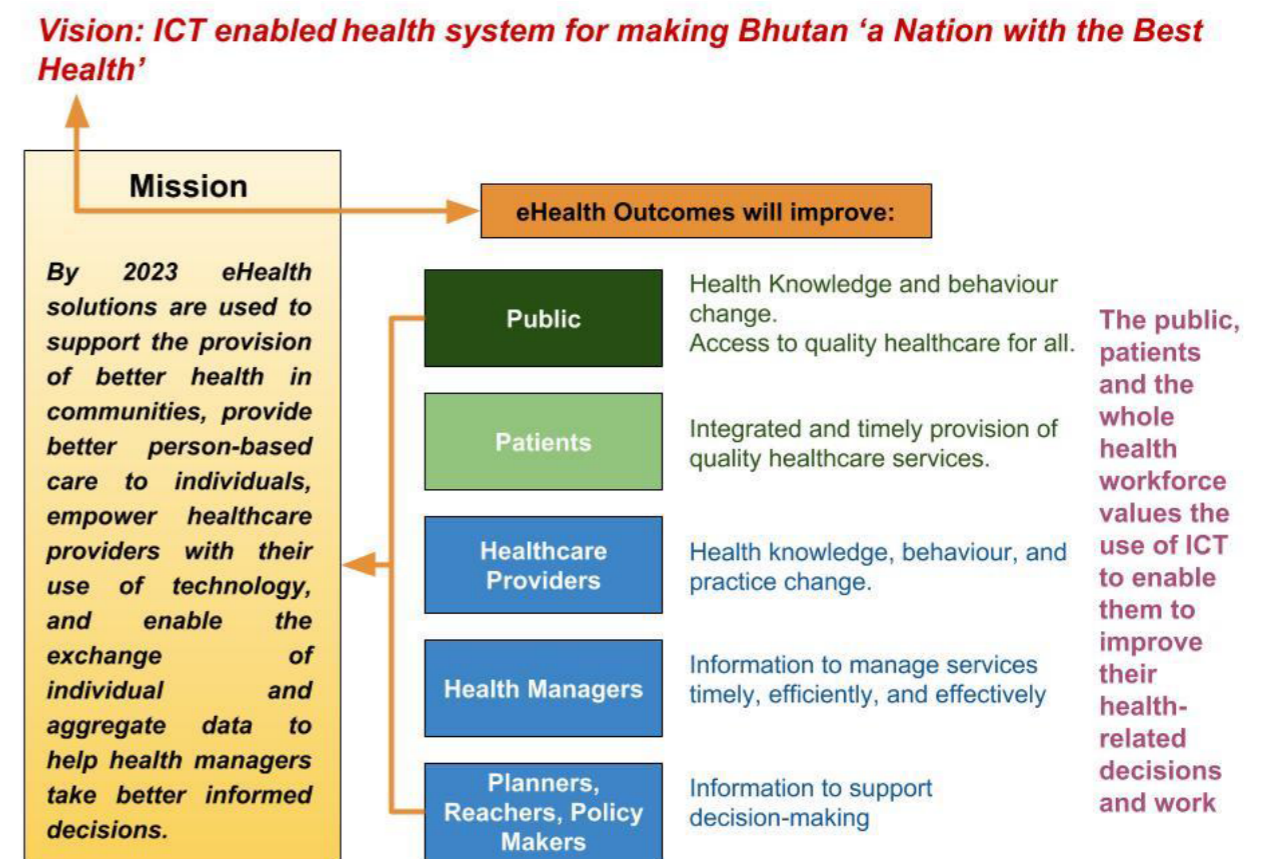 Vision: ICT enabled health system for making Bhutan ‘a Nation with the Best
Health’
Mission
By 2023 eHealth
solutions are used to
support the provision
of better health in
communities, provide
better person-based
care to individuals,
empower healthcare
providers with their
use of technology,
and enable the
exchange of
individual and
aggregate data to
help health managers
take better informed
decisions.
eHealth Outcomes will improve:
Public
Health Knowledge and behaviour
change.
Access to quality healthcare for all.
Patients
Integrated and timely provision of
quality healthcare services.
Healthcare
Providers
Health knowledge, behaviour, and
practice change.
Health Managers
Information to manage services
timely, efficiently, and effectively
Planners,
Reachers, Policy
Makers
Information to support
decision-making
The public,
patients
and the
whole
health
workforce
values the
use of ICT
to enable
them to
improve
their
health-
related
decisions
and work